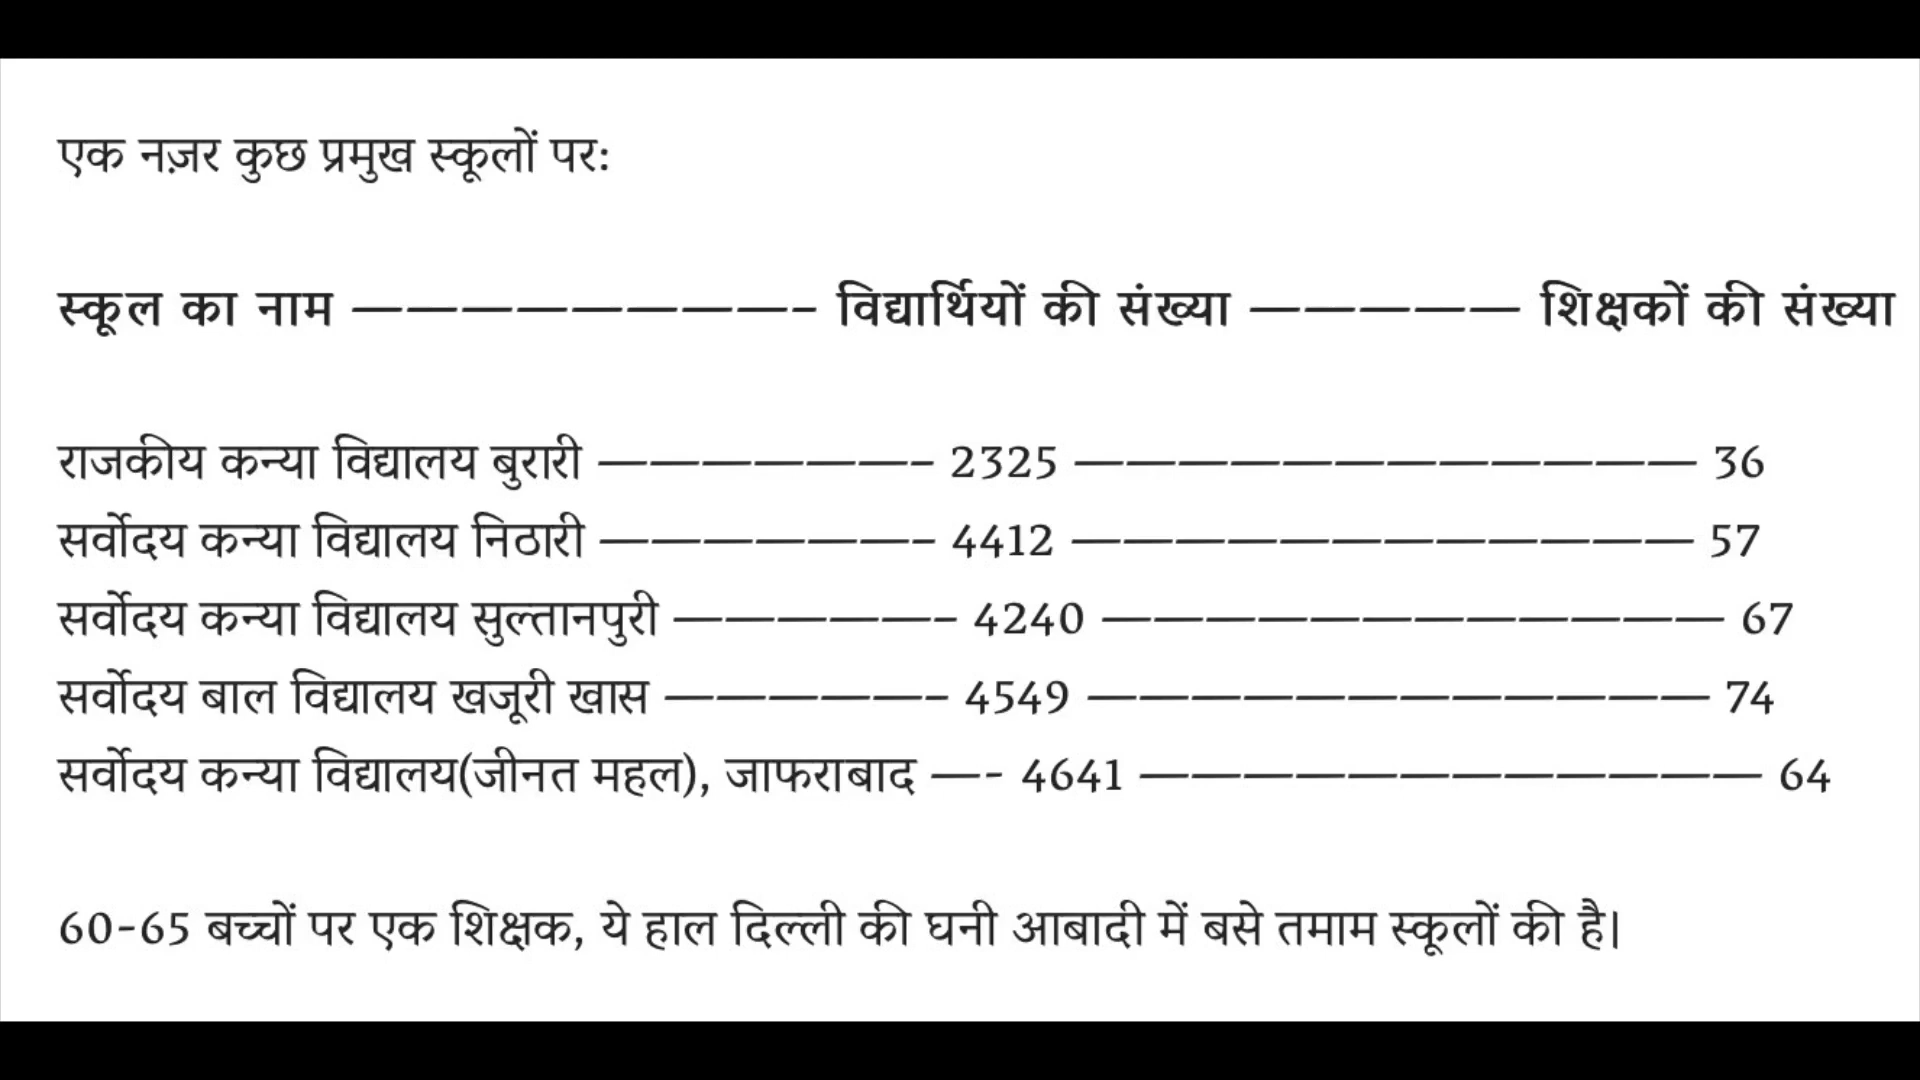 एक नज़र कुछ प्रमुख स्कूलों पर:
स्कूल का नाम ————————–- विद्यार्थियों की संख्या ————— शिक्षकों की संख्या
राजकीय कन्या विद्यालय बुरारी ——————– 2325 ———————————— 36
सर्वोदय कन्या विद्यालय निठारी ——————– 4412 ———————————— 57
सर्वोदय कन्या विद्यालय सुल्तानपुरी —————– 4240 ———————————— 67
सर्वोदय बाल विद्यालय खजूरी खास —————– 4549 ———————————— 74
सर्वोदय कन्या विद्यालय(जीनत महल), जाफराबाद —- 4641 ———————————— 64
60-65 बच्चों पर एक शिक्षक, ये हाल दिल्ली की घनी आबादी में बसे तमाम स्कूलों की है।